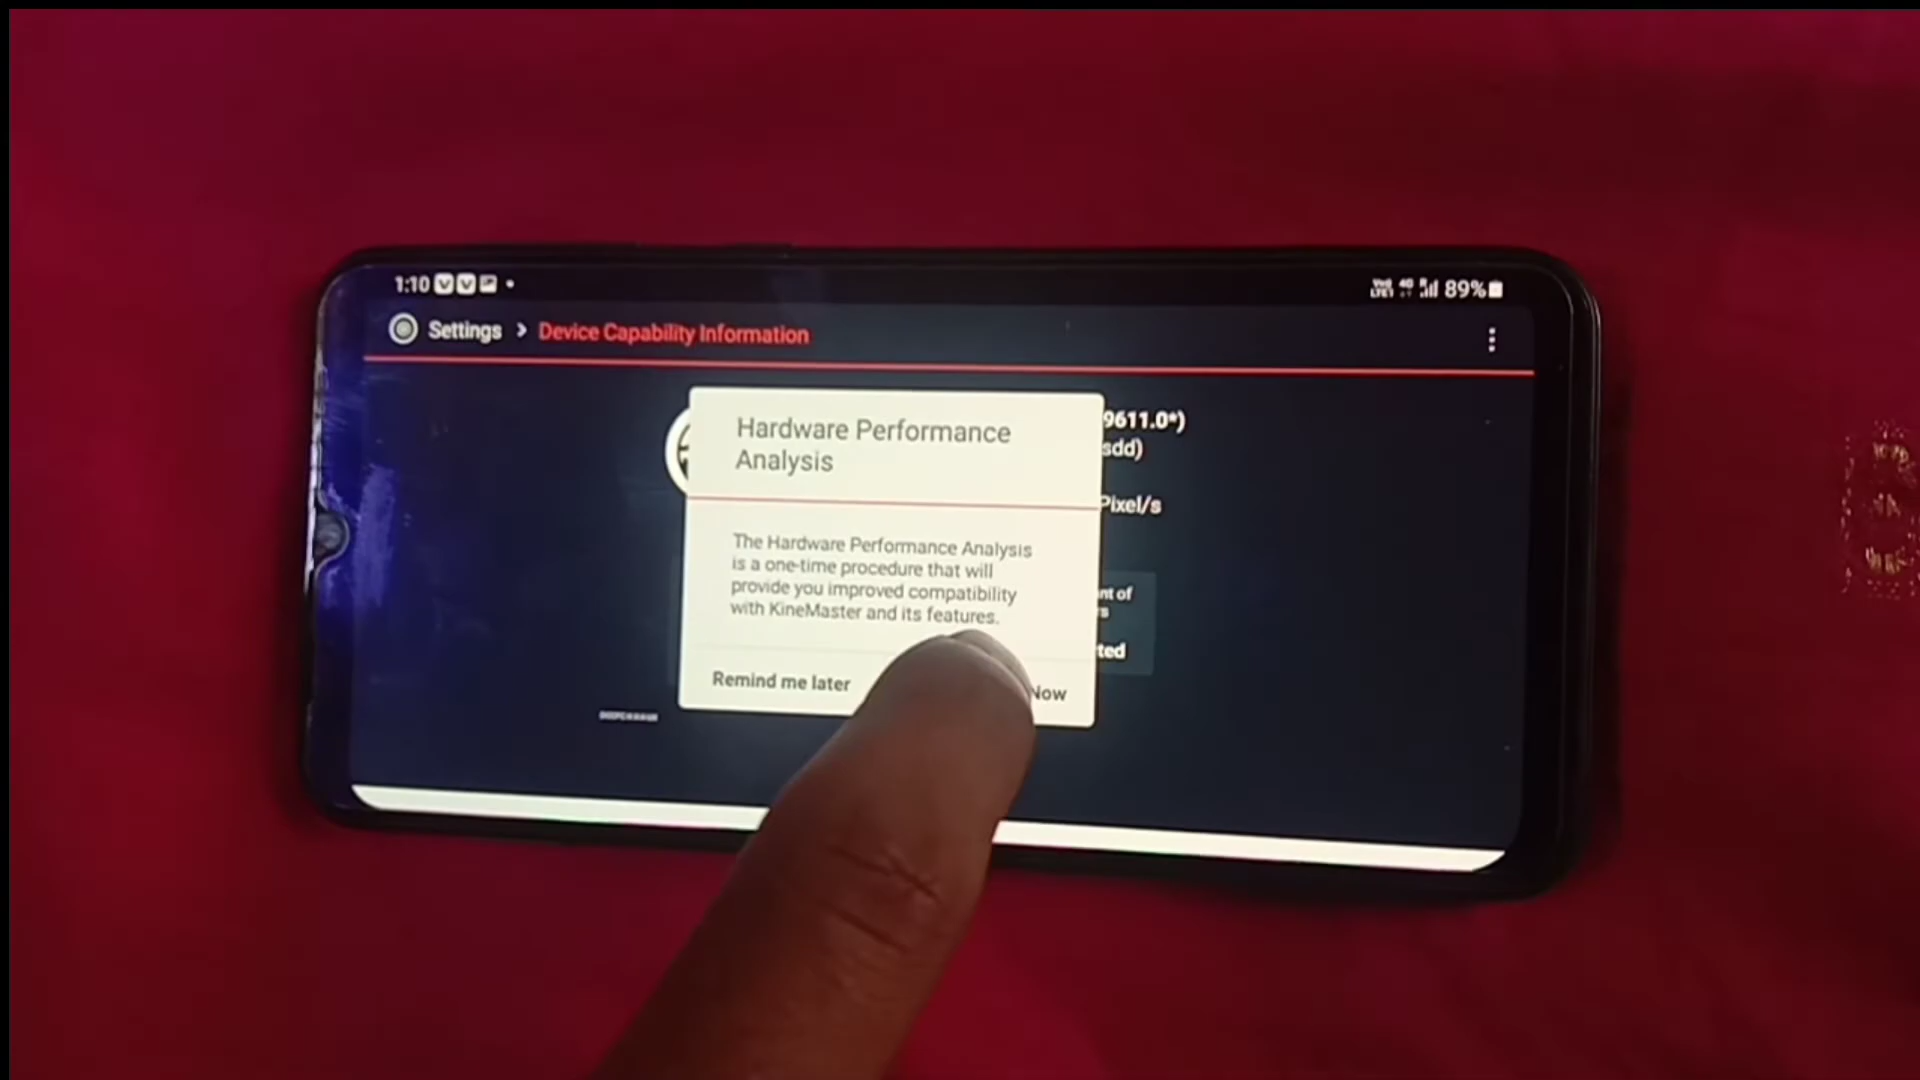 1:10
89%
Settings > Device Capability Information
Hardware Performance
Analysis
9611.0*)
sdd)
Pixel/s
The Hardware Performance Analysis
is a one-time procedure that will
provide you improved compatibility
with KineMaster and its features.
nt of
s
ted
Remind me later
Now